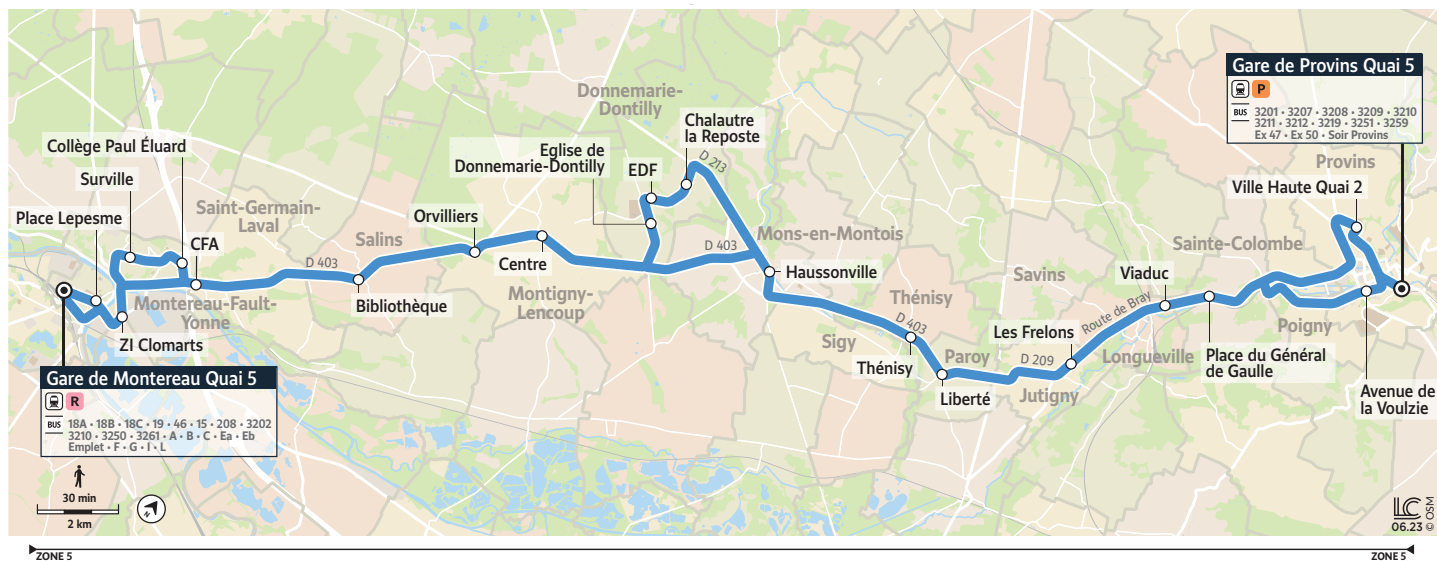 Gare de Provins Quai 5
P
BUS
3201 • 3207 • 3208 • 3209 • 3210
3211 • 3212 • 3219 • 3251 • 3259
Ex 47 • Ex 50 • Soir Provins
Donnemarie-
Dontilly
Chalautre
la Reposte
Collège Paul Éluard
Eglise de
Donnemarie-Dontilly
D 213
EDF
Provins
Surville
Ville Haute Quai 2
Place Lepesme
Saint-Germain-
Laval
Orvilliers
CFA
Salins
D 403
Mons-en-Montois
Sainte-Colombe
D 403
Centre
Haussonville
Savins
Viaduc
Bibliothèque
Montereau-Fault-
Yonne
Montigny-
Lencoup
Thénisy
Route de Bray
D 403
Les Frelons
Poigny
ZI Clomarts
Sigy
Thénisy
Paroy
D 209
Longueville
Place du Général
de Gaulle
Liberté
Jutigny
Avenue de
la Voulzie
Gare de Montereau Quai 5
R
BUS
18A • 18B • 18C • 19 • 46 • 15 • 208 • 3202
3210 • 3250 • 3261 • A • B • C • Ea • Eb
Emplet • F • G • I • L
30 min
2 km
LC
06.23 © OSM
ZONE 5
ZONE 5